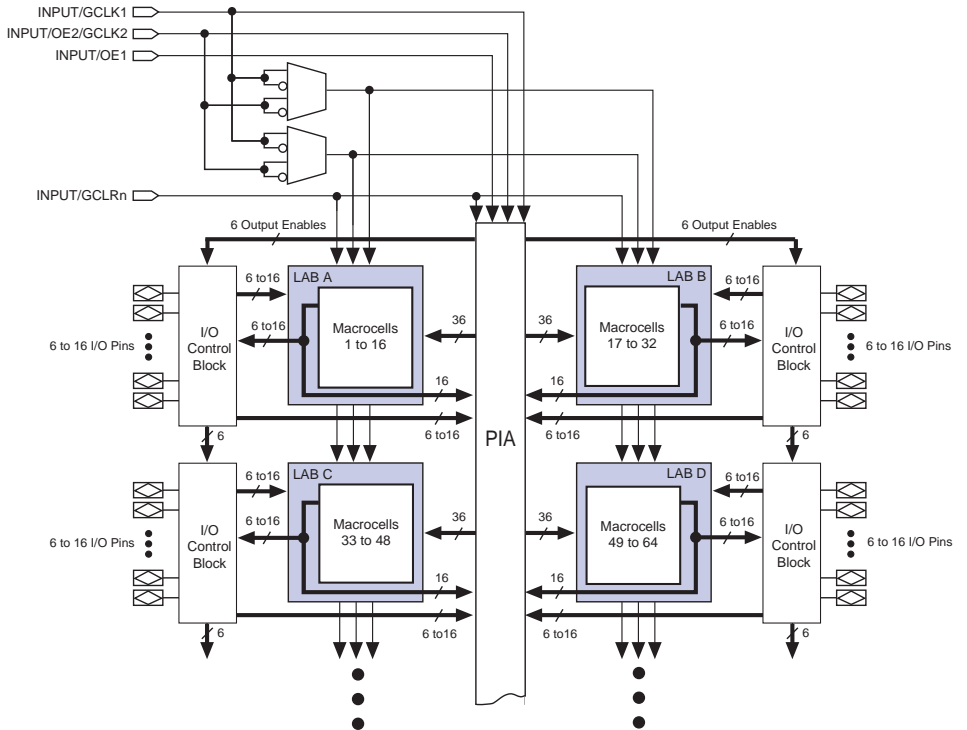 INPUT/GCLK1
INPUT/OE2/GCLK2
INPUT/OE1
INPUT/GCLRn
6 Output Enables
6 Output Enables
6 to16
LAB A
LAB B
6 to16
6 to 16 I/O Pins
I/O
Control
Block
6 to16
Macrocells
1 to 16
36
36
Macrocells
17 to 32
6 to16
I/O
Control
Block
6 to 16 I/O Pins
16
16
6 to16
PIA
6 to16
6
6
6 to16
LAB C
LAB D
6 to16
6 to 16 I/O Pins
I/O
Control
Block
6 to16
Macrocells
33 to 48
36
36
Macrocells
49 to 64
6 to16
I/O
Control
Block
6 to 16 I/O Pins
16
16
6 to16
6 to16
6
6